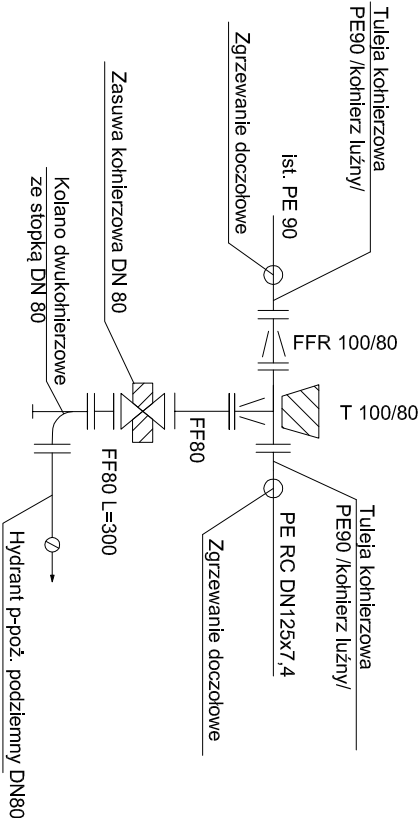 Tuleja kołnierzowa
PE90 /kołnierz luźny/
Zgrzewanie doczołowe
ist. PE 90
FFR 100/80
T 100/80
Zasuwa kołnierzowa DN 80
Kolano dwukołnierzowe
ze stopką DN 80
FF80
FF80 L=300
Tuleja kołnierzowa
PE90 /kołnierz luźny/
PE RC DN125x7,4
Zgrzewanie doczołowe
Hydrant p-poż. podziemny DN80